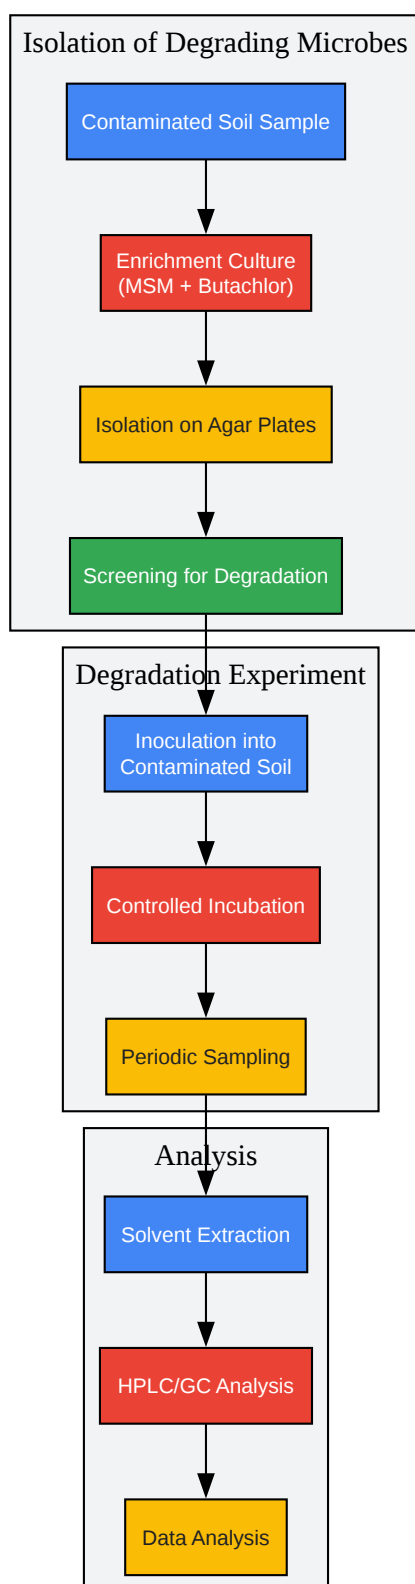 Isolation of Degrading Microbes
Contaminated Soil Sample
Enrichment Culture
(MSM + Butachlor)
Isolation on Agar Plates
Screening for Degradation
Degradation Experiment
Inoculation into
Contaminated Soil
Controlled Incubation
Periodic Sampling
Analysis
Solvent Extraction
HPLC/GC Analysis
Data Analysis